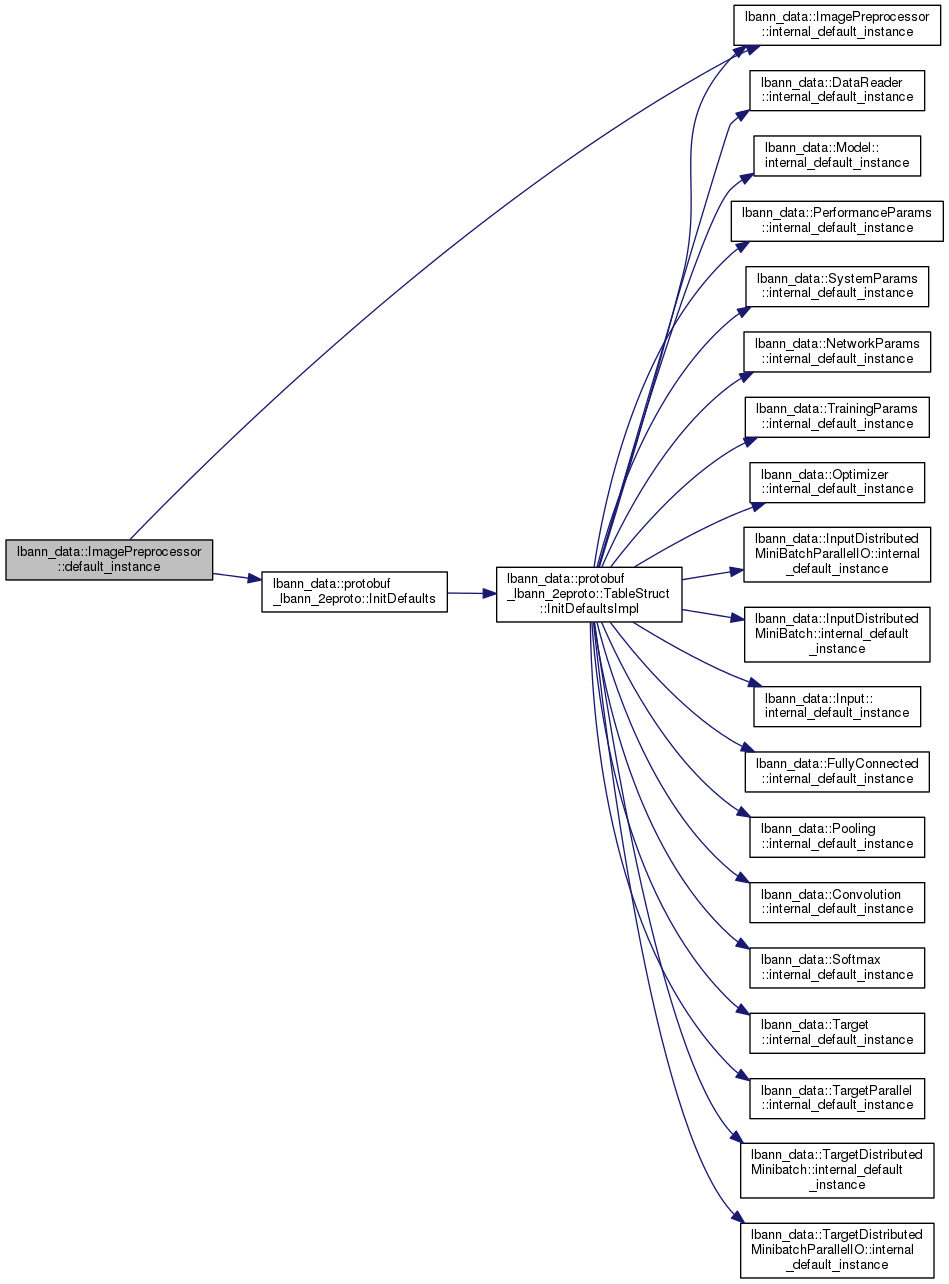 lbann_data::ImagePreprocessor
::internal_default_instance
lbann_data::DataReader
::internal_default_instance
lbann_data::Model::
internal_default_instance
lbann_data::PerformanceParams
::internal_default_instance
lbann_data::SystemParams
::internal_default_instance
lbann_data::NetworkParams
::internal_default_instance
lbann_data::TrainingParams
::internal_default_instance
lbann_data::Optimizer
::internal_default_instance
lbann_data::ImagePreprocessor
::default_instance
lbann_data::protobuf
_lbann_2eproto::InitDefaults
lbann_data::protobuf
_lbann_2eproto::TableStruct
::InitDefaultsImpl
lbann_data::InputDistributed
MiniBatchParallelIO::internal
_default_instance
lbann_data::InputDistributed
MiniBatch::internal_default
_instance
lbann_data::Input::
internal_default_instance
lbann_data::FullyConnected
::internal_default_instance
lbann_data::Pooling
::internal_default_instance
lbann_data::Convolution
::internal_default_instance
lbann_data::Softmax
::internal_default_instance
lbann_data::Target
::internal_default_instance
lbann_data::TargetParallel
::internal_default_instance
lbann_data::TargetDistributed
Minibatch::internal_default
_instance
lbann_data::TargetDistributed
MinibatchParallelIO::internal
_default_instance